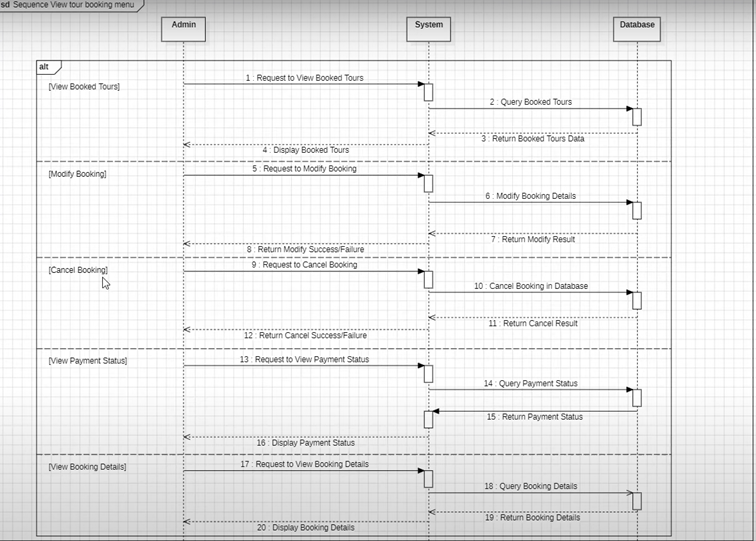 sd Sequence View tour booking menu
Admin
System
Database
alt
[View Booked Tours]
1 : Request to View Booked Tours
2 : Query Booked Tours
3 : Return Booked Tours Data
4 : Display Booked Tours
[Modify Booking]
5 : Request to Modify Booking
6 : Modify Booking Details
7 : Return Modify Result
8 : Return Modify Success/Failure
[Cancel Booking]
9 : Request to Cancel Booking
10 : Cancel Booking in Database
11 : Return Cancel Result
12 : Return Cancel Success/Failure
[View Payment Status]
13 : Request to View Payment Status
14 : Query Payment Status
15 : Return Payment Status
16 : Display Payment Status
[View Booking Details]
17 : Request to View Booking Details
18 : Query Booking Details
19 : Return Booking Details
20 : Display Booking Details